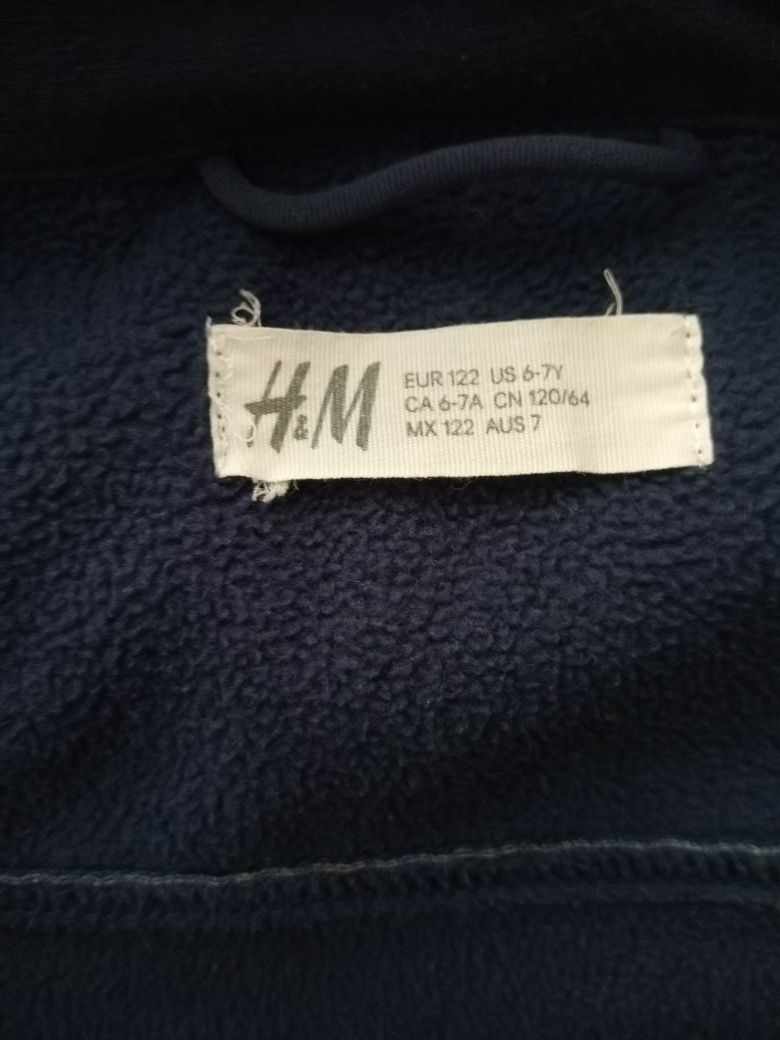 H&M
EUR 122 US 6-7Y
CA 6-7A CN 120/64
MX 122 AUS 7